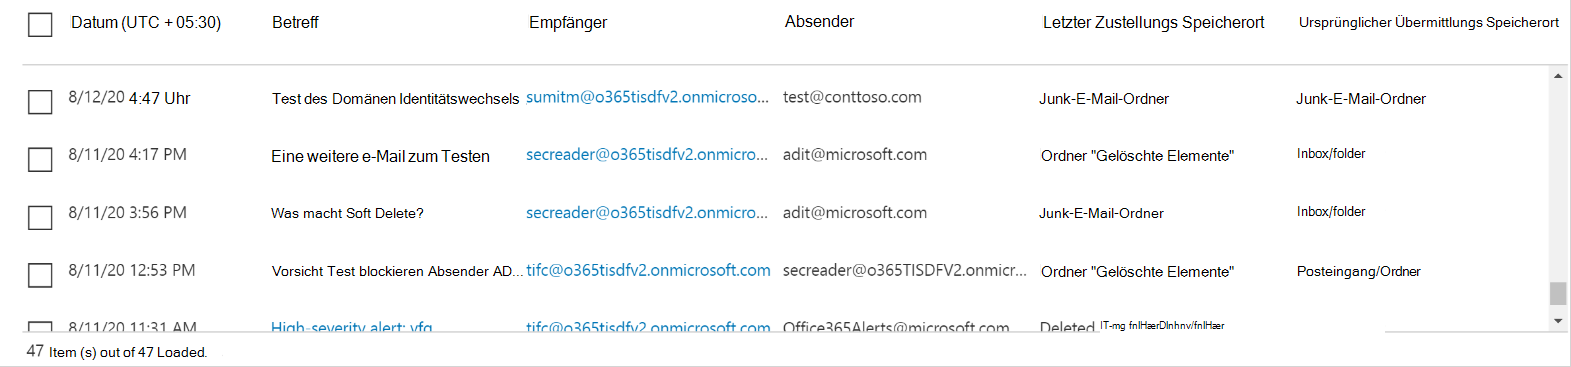 Datum (UTC + 05:30) Betreff Empfänger Absender Letzter Zustellungs Speicherort Ursprünglicher Übermittlungs Speicherort
8/12/20 4:47 Uhr Test des Domänen Identitätswechsels sumitm@o365tisdfv2.onmicroso... test@conttoso.com Junk-E-Mail-Ordner Junk-E-Mail-Ordner
8/11/20 4:17 PM Eine weitere e-Mail zum Testen secreader@o365tisdfv2.onmicro... adit@microsoft.com Ordner "Gelöschte Elemente" Inbox/folder
8/11/20 3:56 PM Was macht Soft Delete? secreader@o365tisdfv2.onmicro... adit@microsoft.com Junk-E-Mail-Ordner Inbox/folder
8/11/20 12:53 PM Vorsicht Test blockieren Absender AD... tifc@o365tisdfv2.onmicrosoft.com secreader@o365TISDFV2.onmicr... Ordner "Gelöschte Elemente" Posteingang/Ordner
8/11/20 11:31 AM High-severity alert: tifc@o365tisdfv2.onmicrosoft.com Office365Alerts@microsoft.com Deleted
47 Item (s) out of 47 Loaded.